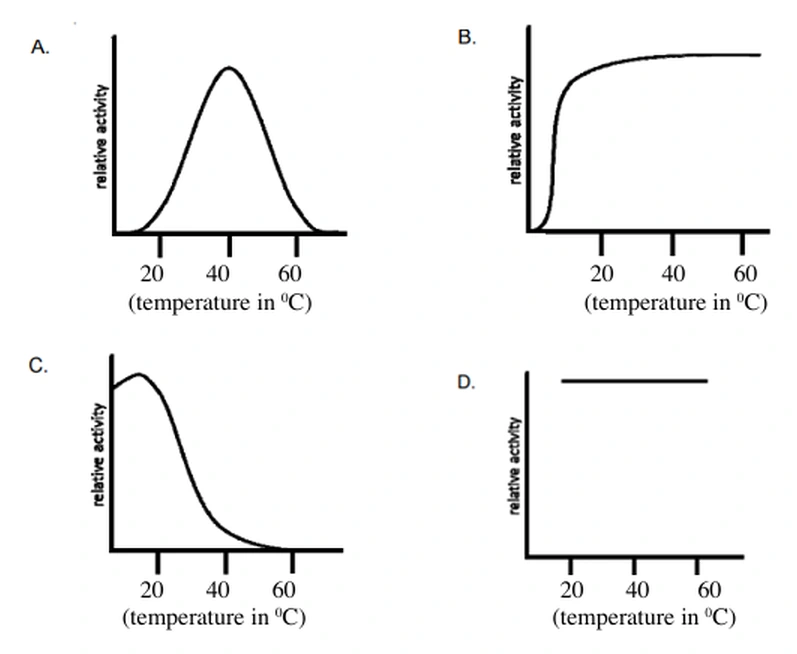 A.
relative activity
20 40 60
(temperature in ⁰C)
B.
relative activity
20 40 60
(temperature in ⁰C)
C.
relative activity
20 40 60
(temperature in ⁰C)
D.
relative activity
20 40 60
(temperature in ⁰C)